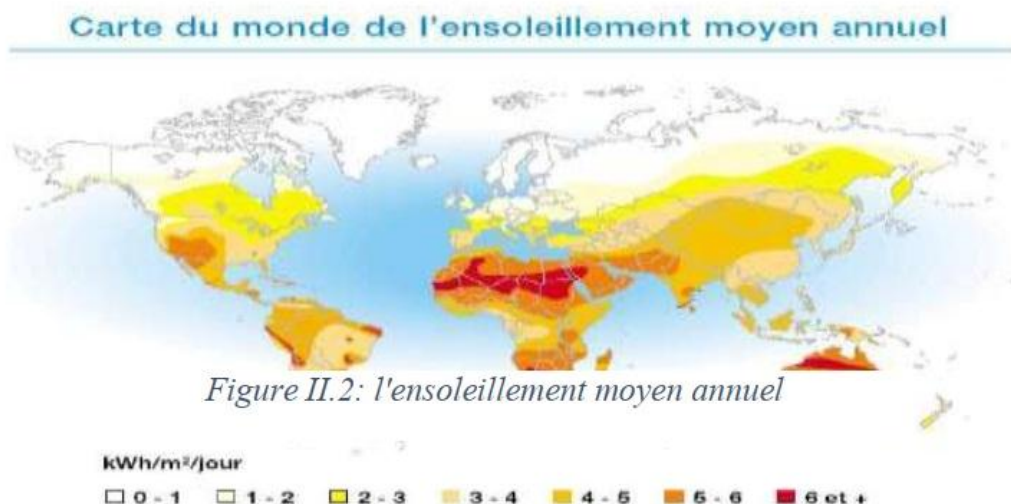 Carte du monde de l'ensoleillement moyen annuel
Figure II.2: l'ensoleillement moyen annuel
kWh/m²/jour
0 - 1 1 - 2 2 - 3 3 - 4 4 - 5 5 - 6 6 et +